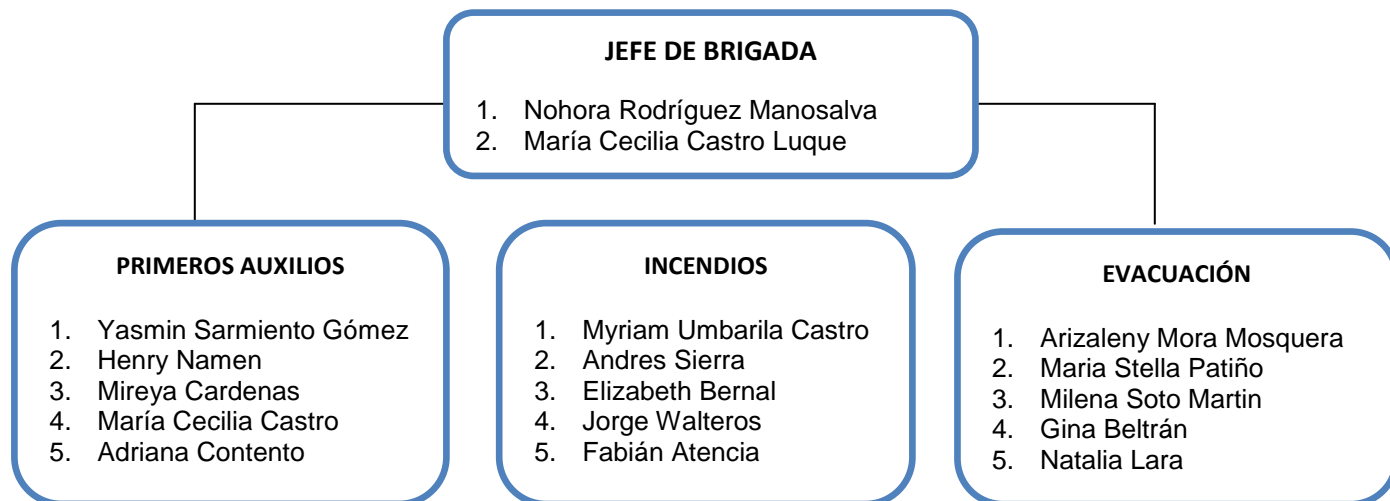 JEFE DE BRIGADA
1. Nohora Rodríguez Manosalva
2. María Cecilia Castro Luque
PRIMEROS AUXILIOS
1. Yasmin Sarmiento Gómez
2. Henry Namen
3. Mireya Cardenas
4. María Cecilia Castro
5. Adriana Contento
INCENDIOS
1. Myriam Umbarila Castro
2. Andres Sierra
3. Elizabeth Bernal
4. Jorge Walteros
5. Fabián Atencia
EVACUACIÓN
1. Arizaleny Mora Mosquera
2. Maria Stella Patiño
3. Milena Soto Martin
4. Gina Beltrán
5. Natalia Lara